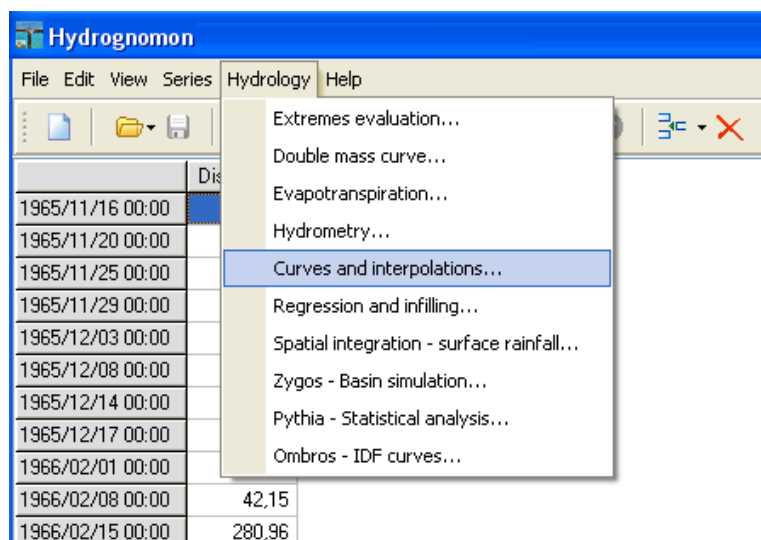 Hydrognomon
File Edit View Series Hydrology Help
Extremes evaluation...
Double mass curve...
Evapotranspiration...
Hydrometry...
Curves and interpolations...
Regression and infilling...
Spatial integration - surface rainfall...
Zygos - Basin simulation...
Pythia - Statistical analysis...
Ombros - IDF curves...
Dis
1965/11/16 00:00
1965/11/20 00:00
1965/11/25 00:00
1965/11/29 00:00
1965/12/03 00:00
1965/12/08 00:00
1965/12/14 00:00
1965/12/17 00:00
1966/02/01 00:00
1966/02/08 00:00 42,15
1966/02/15 00:00 280,96